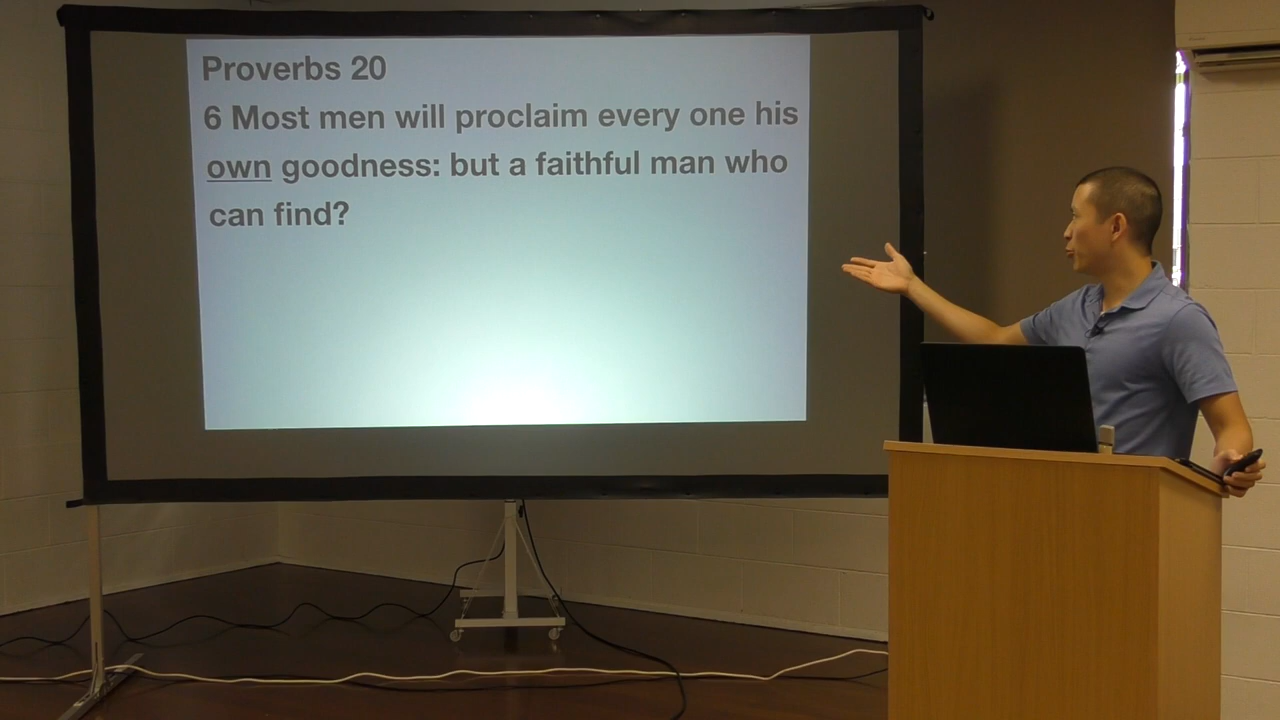 Proverbs 20
6 Most men will proclaim every one his
own goodness: but a faithful man who
can find?